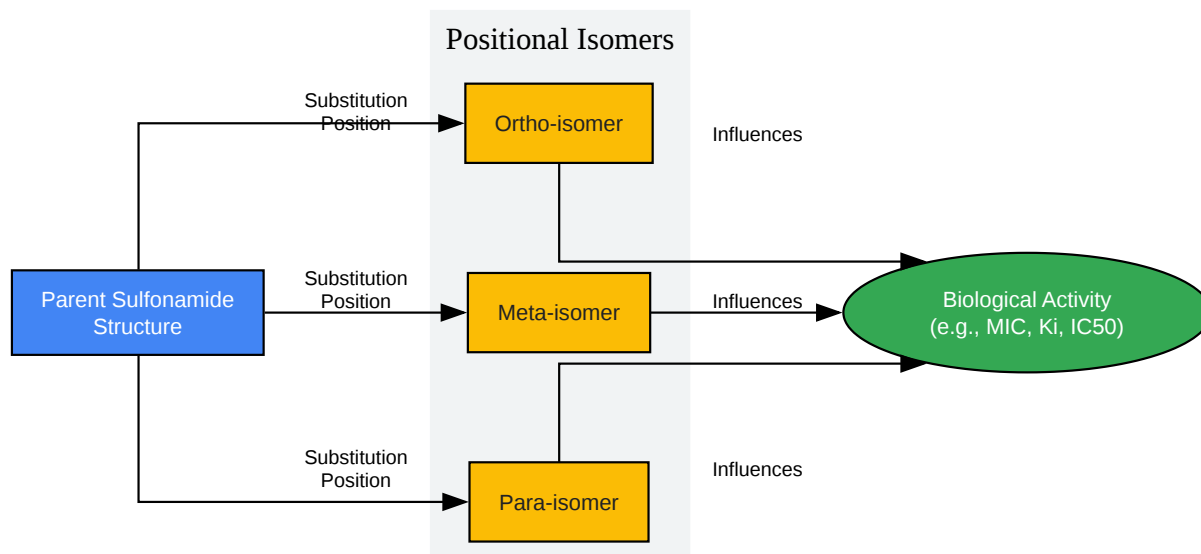 Positional Isomers
Substitution
Position
Ortho-isomer
Influences
Parent Sulfonamide
Structure
Substitution
Position
Meta-isomer
Influences
Biological Activity
(e.g., MIC, Ki, IC50)
Substitution
Position
Para-isomer
Influences